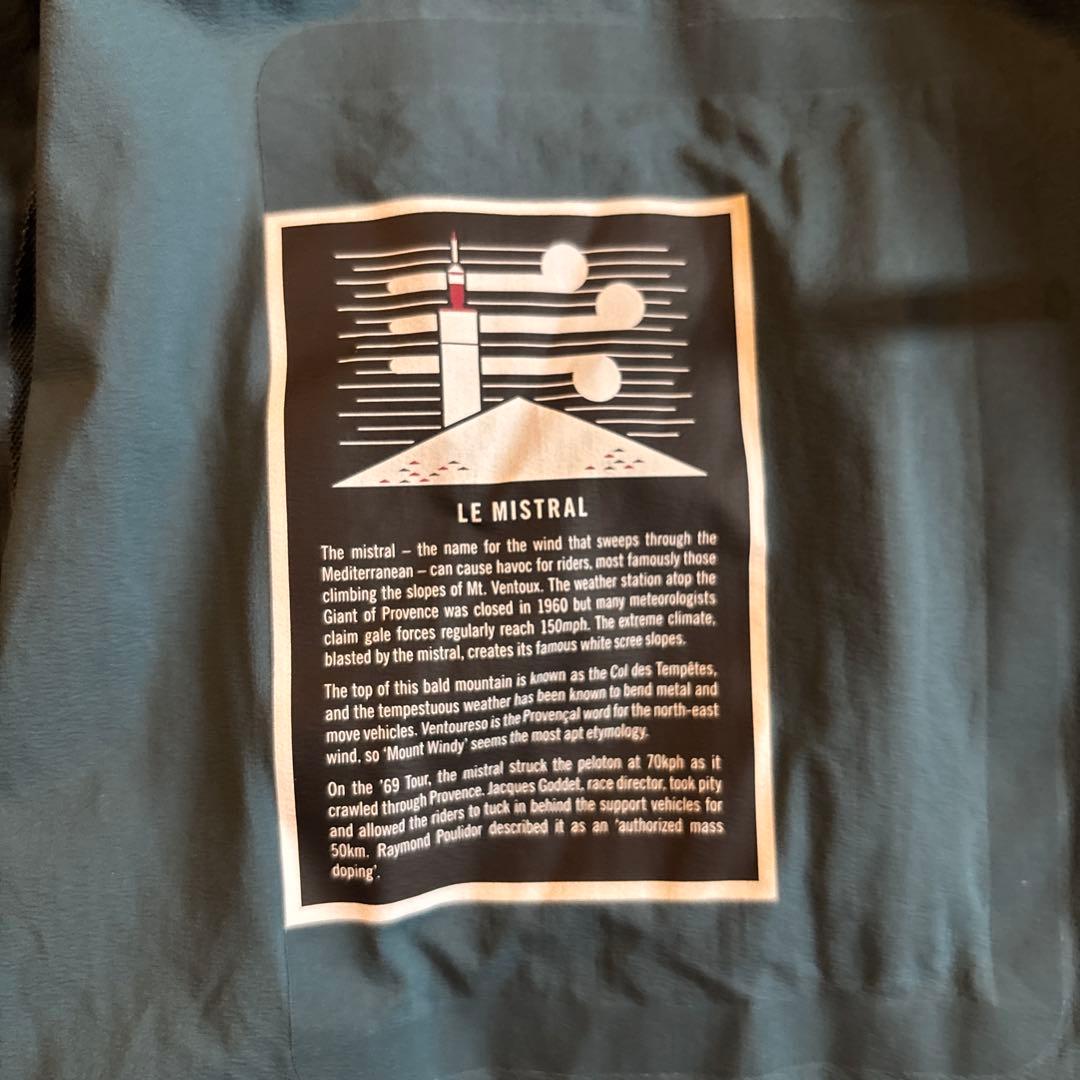 LE MISTRAL
The mistral – the name for the wind that sweeps through the
Mediterranean – can cause havoc for riders, most famously those
climbing the slopes of Mt. Ventoux. The weather station atop the
Giant of Provence was closed in 1960 but many meteorologists
claim gale forces regularly reach 150mph. The extreme climate,
blasted by the mistral, creates its famous white scree slopes.
The top of this bald mountain is known as the Col des Tempêtes,
and the tempestuous weather has been known to bend metal and
move vehicles. Ventoureso is the Provençal word for the north-east
wind, so ‘Mount Windy’ seems the most apt etymology.
On the ’69 Tour, the mistral struck the peloton at 70kph as it
crawled through Provence. Jacques Goddet, race director, took pity
and allowed the riders to tuck in behind the support vehicles for
50km. Raymond Poulidor described it as an ‘authorized mass
doping’.